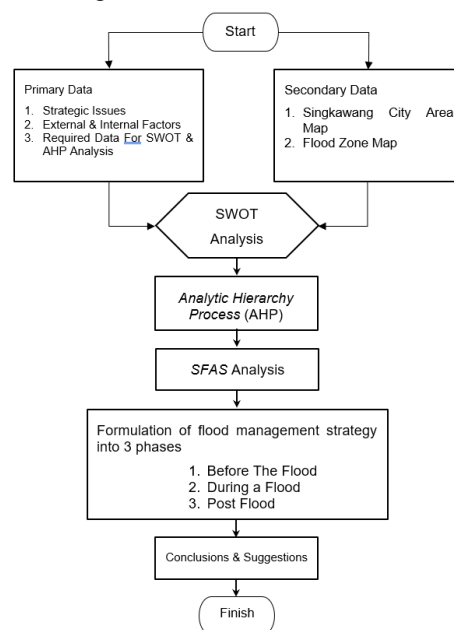 Start
Primary Data
1. Strategic Issues
2. External & Internal Factors
3. Required Data For SWOT &
AHP Analysis
Secondary Data
1. Singkawang City Area
Map
2. Flood Zone Map
SWOT
Analysis
Analytic Hierarchy
Process (AHP)
SFAS Analysis
Formulation of flood management strategy
into 3 phases
1. Before The Flood
2. During a Flood
3. Post Flood
Conclusions & Suggestions
Finish